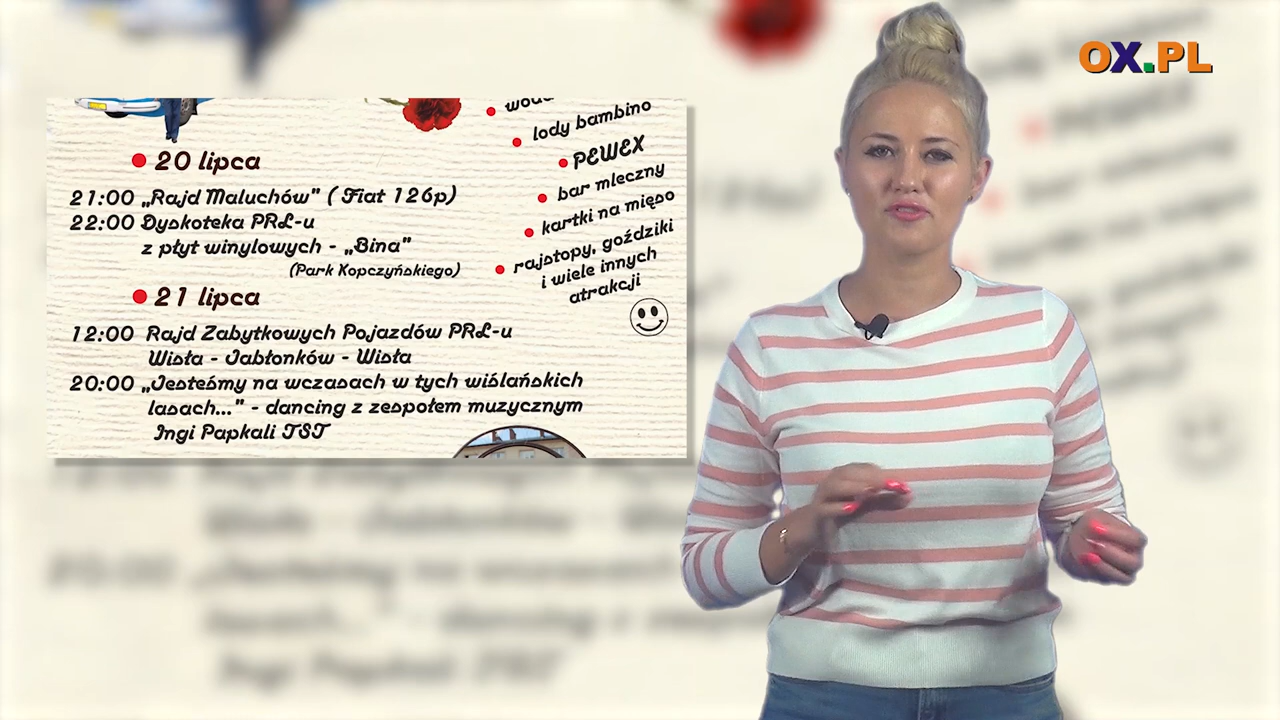 OX.PL
lody bambino
PEWEX
bar mleczny
kartki na mięso
rajstopy, goździki
i wiele innych
atrakcji
20 lipca
21:00 „Rajd Maluchów” (Fiat 126p)
22:00 Dyskoteka PRL-u
z płyt winylowych - „Bina”
(Park Kopczyńskiego)
21 lipca
12:00 Rajd Zabytkowych Pojazdów PRL-u
Wisła - Jabłonków - Wisła
20:00 „Jesteśmy na wczasach w tych wiślańskich
lasach...” - dancing z zespołem muzycznym
Ingi Papkali TST